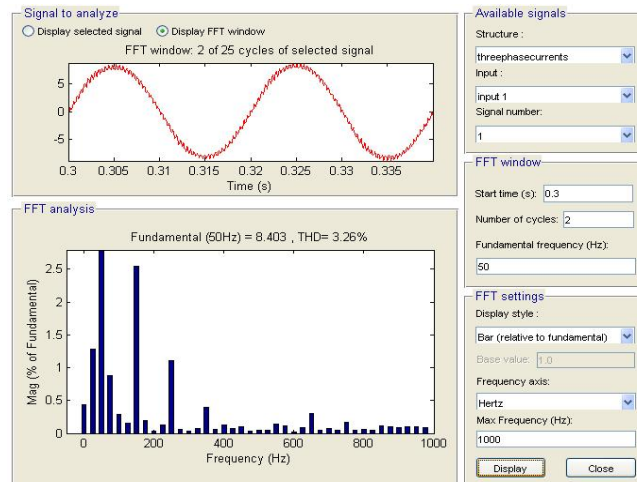 Signal to analyze
Display selected signal Display FFT window
FFT window: 2 of 25 cycles of selected signal
5
0
-5
0.3 0.305 0.31 0.315 0.32 0.325 0.33 0.335
Time (s)
FFT analysis
Fundamental (50Hz) = 8.403 , THD= 3.26%
2.5
2
1.5
1
0.5
0
Mag (% of Fundamental)
0 200 400 600 800 1000
Frequency (Hz)
Available signals
Structure :
threephasecurrents
Input :
input 1
Signal number:
1
FFT window
Start time (s): 0.3
Number of cycles: 2
Fundamental frequency (Hz):
50
FFT settings
Display style :
Bar (relative to fundamental)
Base value: 1.0
Frequency axis:
Hertz
Max Frequency (Hz):
1000
Display Close